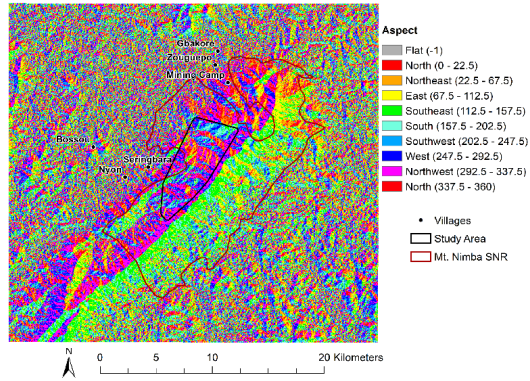 Gbakoré
Zouguépo
Mining Camp
Bossou
Seringbara
Nyon
Aspect
Flat (-1)
North (0 - 22.5)
Northeast (22.5 - 67.5)
East (67.5 - 112.5)
Southeast (112.5 - 157.5)
South (157.5 - 202.5)
Southwest (202.5 - 247.5)
West (247.5 - 292.5)
Northwest (292.5 - 337.5)
North (337.5 - 360)
Villages
Study Area
Mt. Nimba SNR
N
0 5 10 20 Kilometers